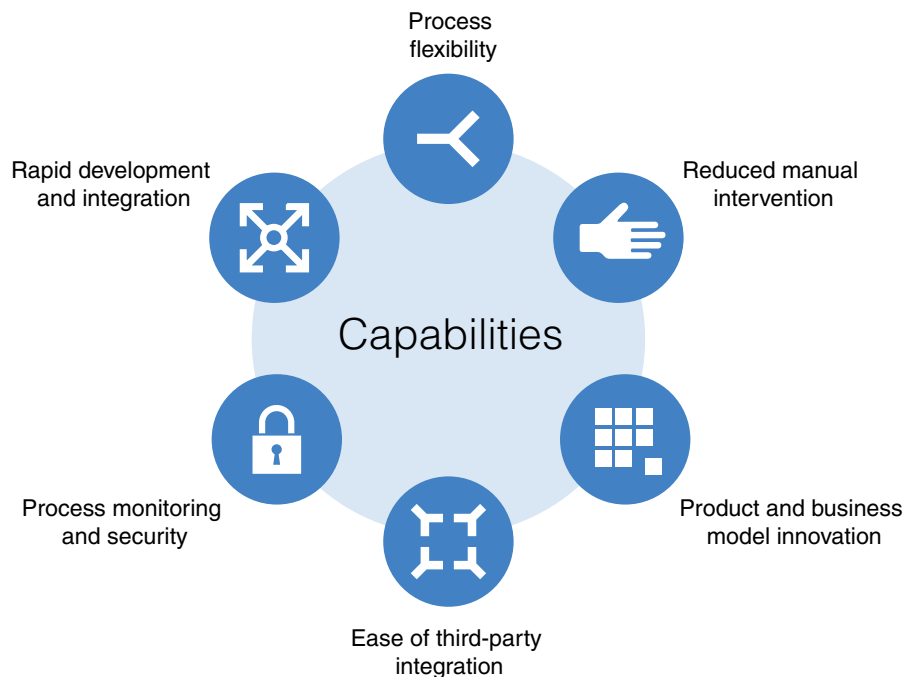 Process
flexibility
Rapid development
and integration
Reduced manual
intervention
Capabilities
Process monitoring
and security
Product and business
model innovation
Ease of third-party
integration